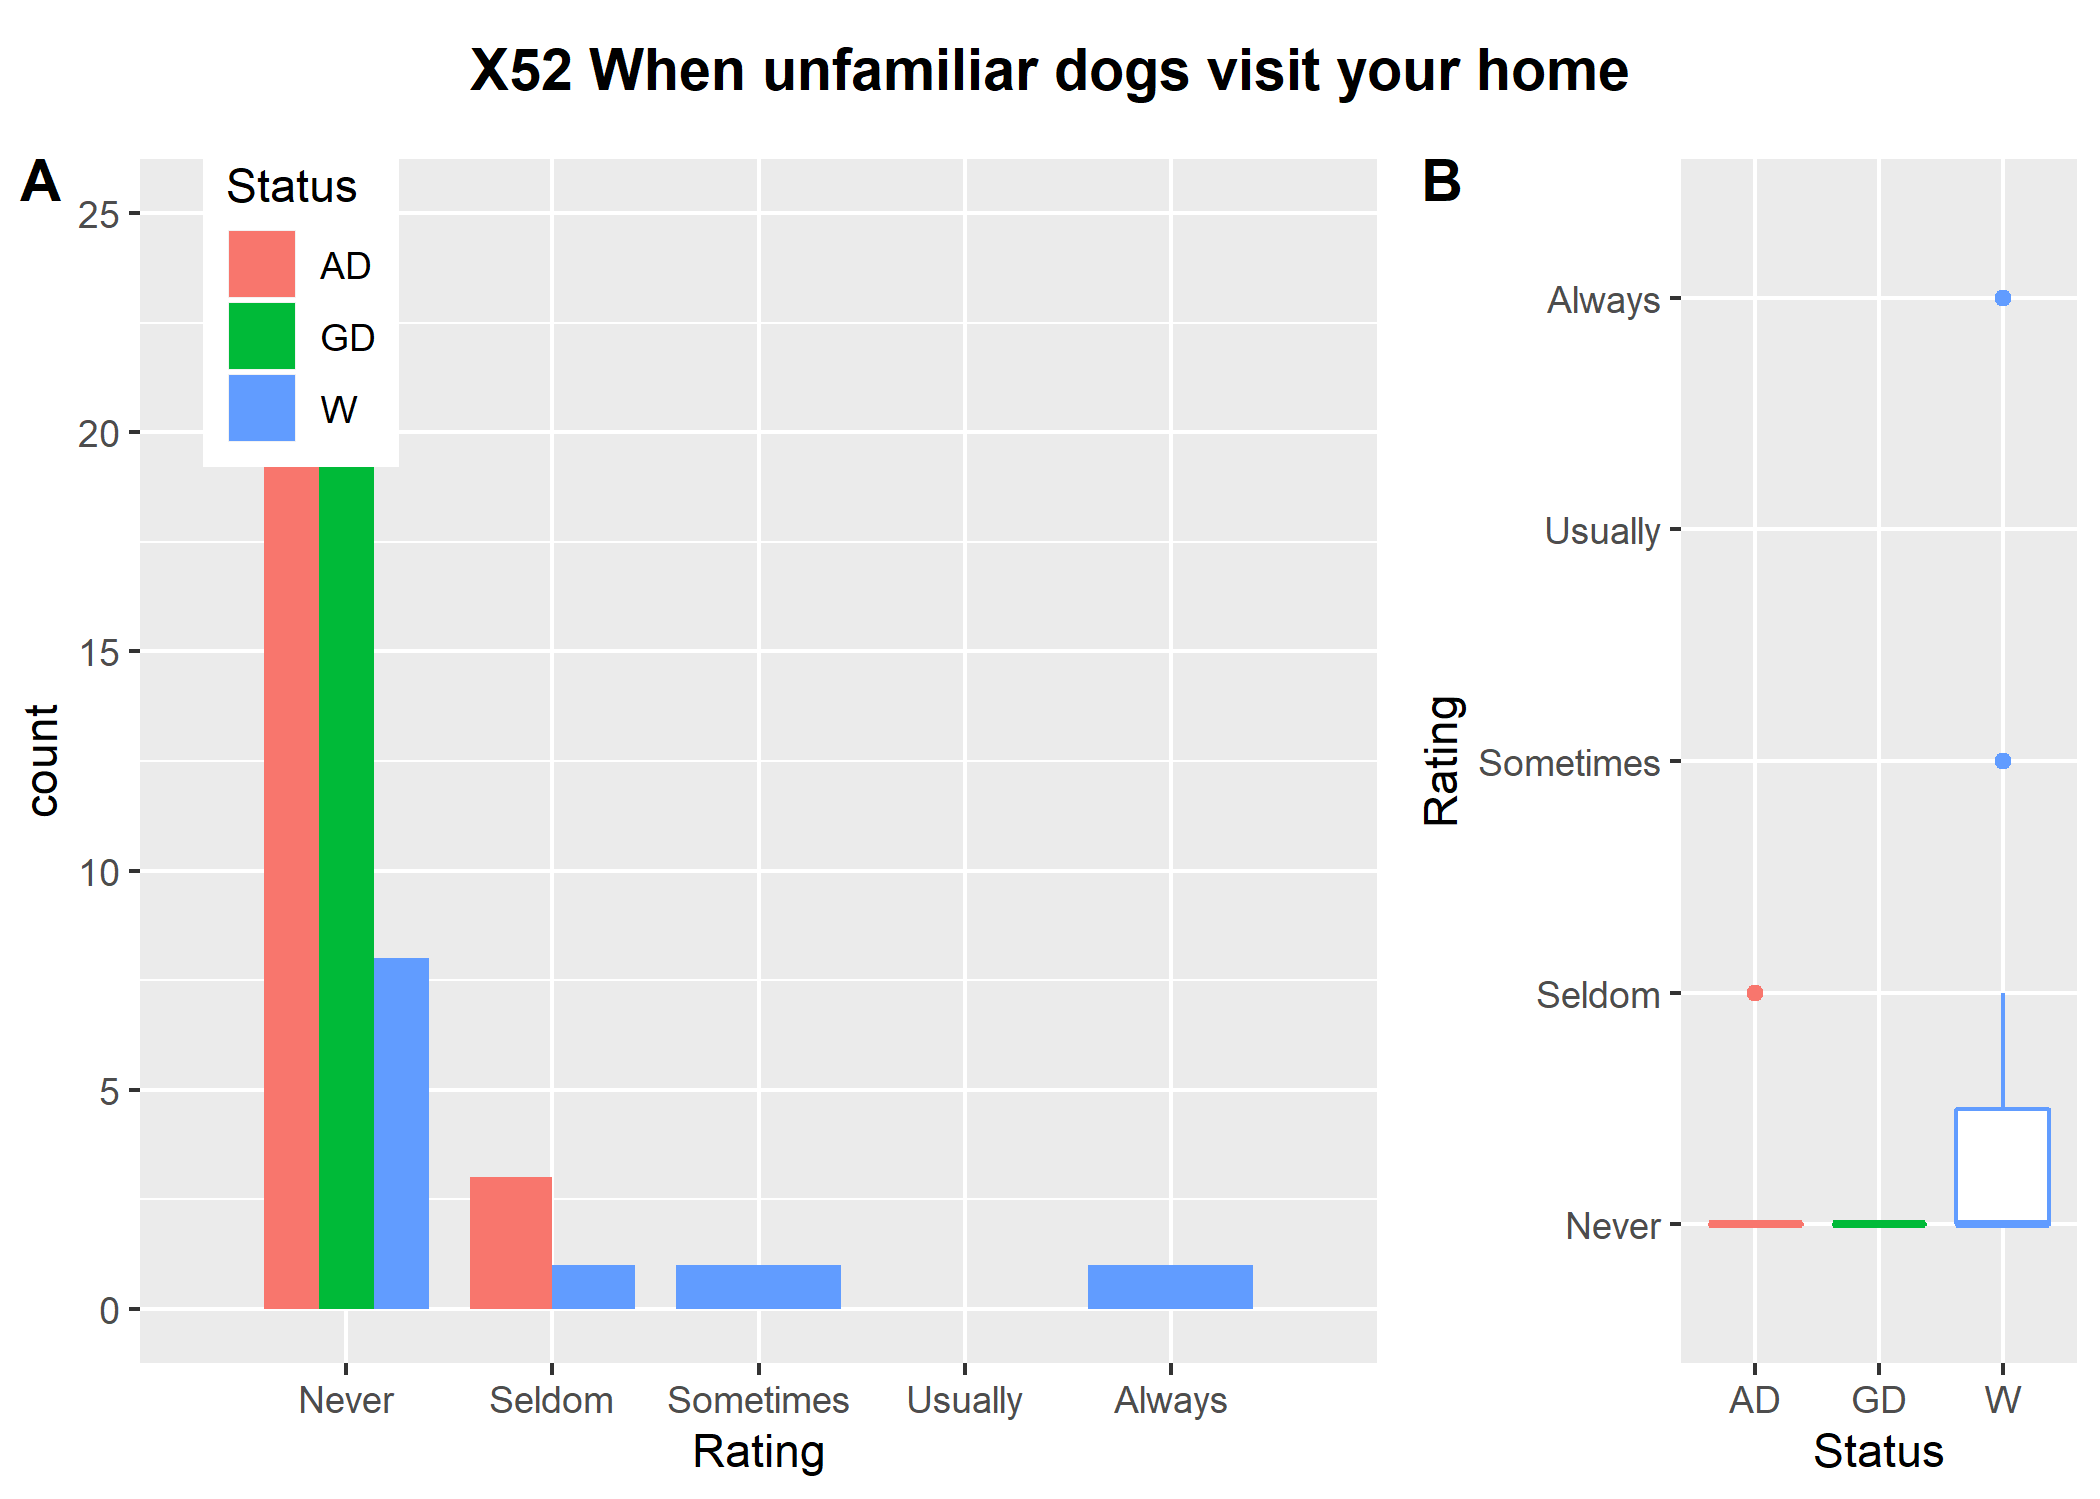 X52 When unfamiliar dogs visit your home
A
Status
AD
GD
W
25
20
15
10
5
0
count
Never Seldom Sometimes Usually Always
Rating
B
Always
Usually
Sometimes
Seldom
Never
Rating
AD GD W
Status